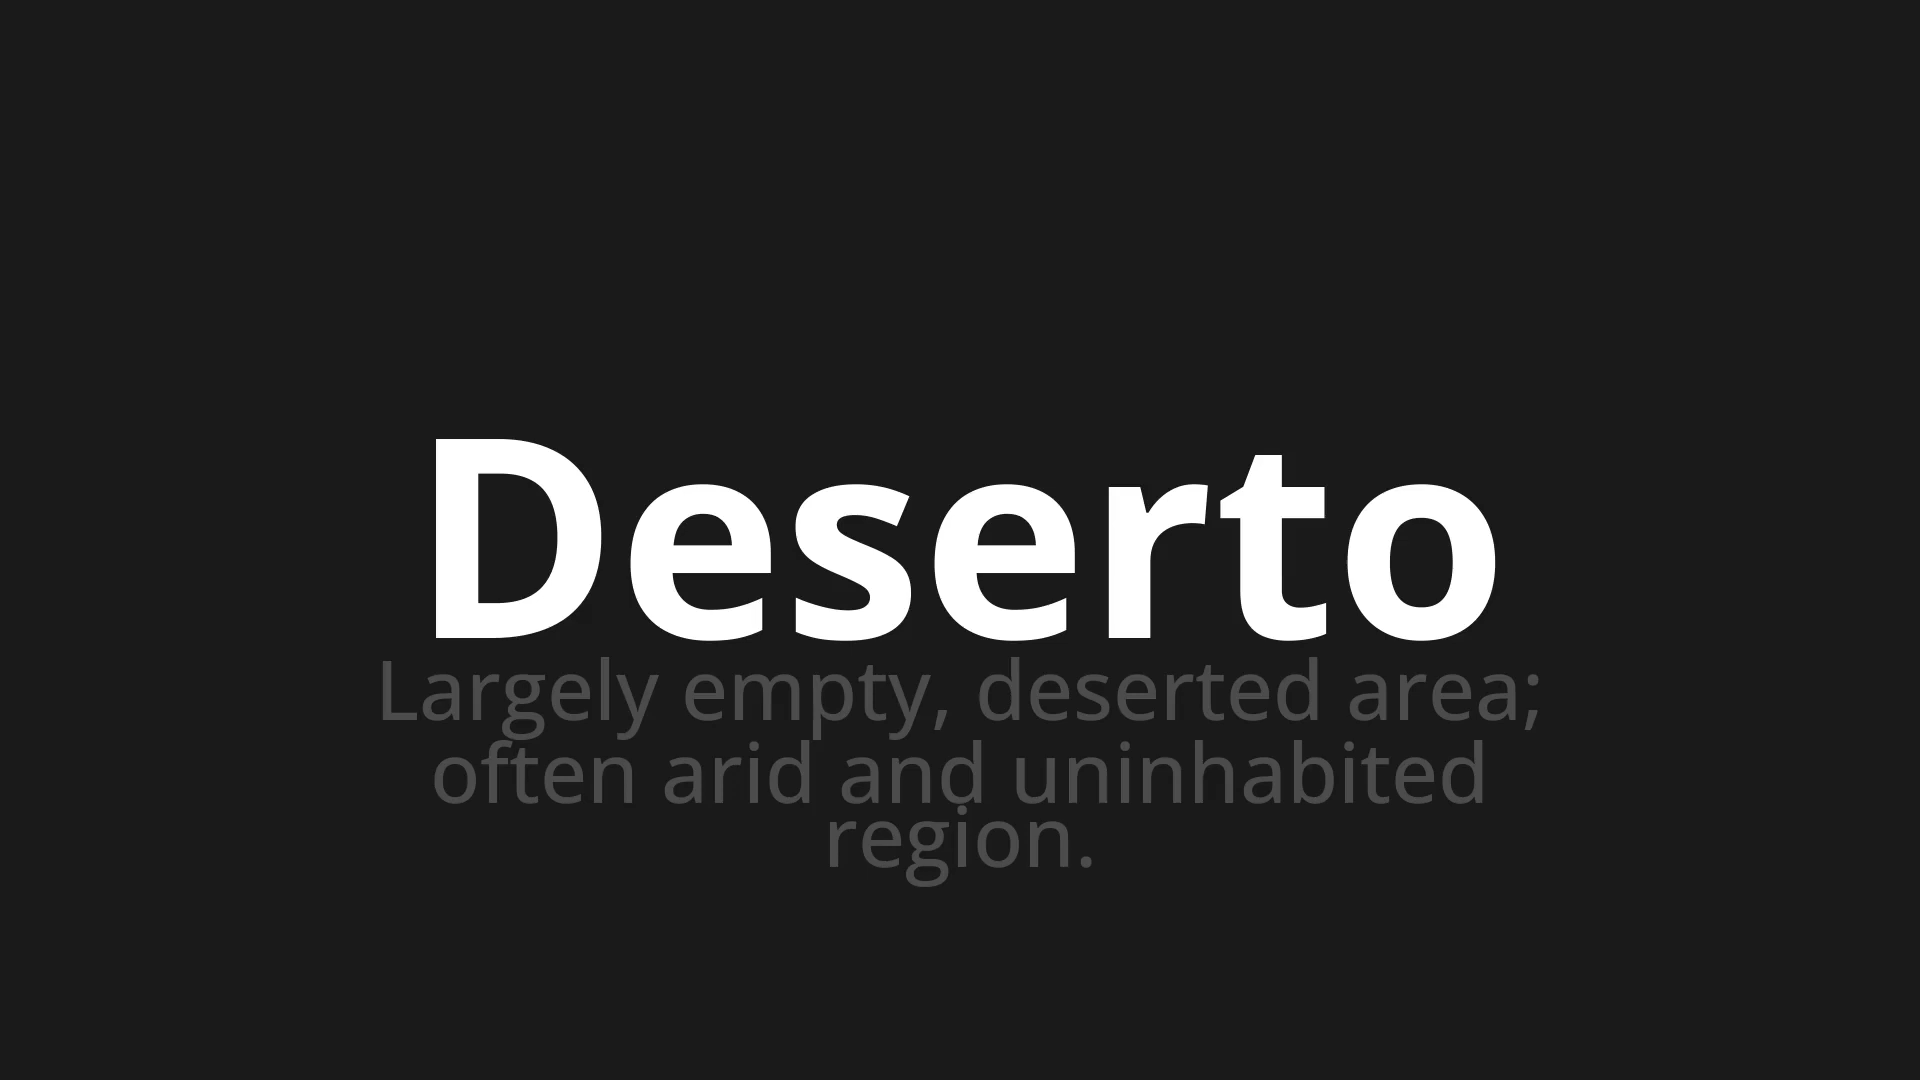 Deserto
Largely empty, deserted area;
often arid and uninhabited
region.